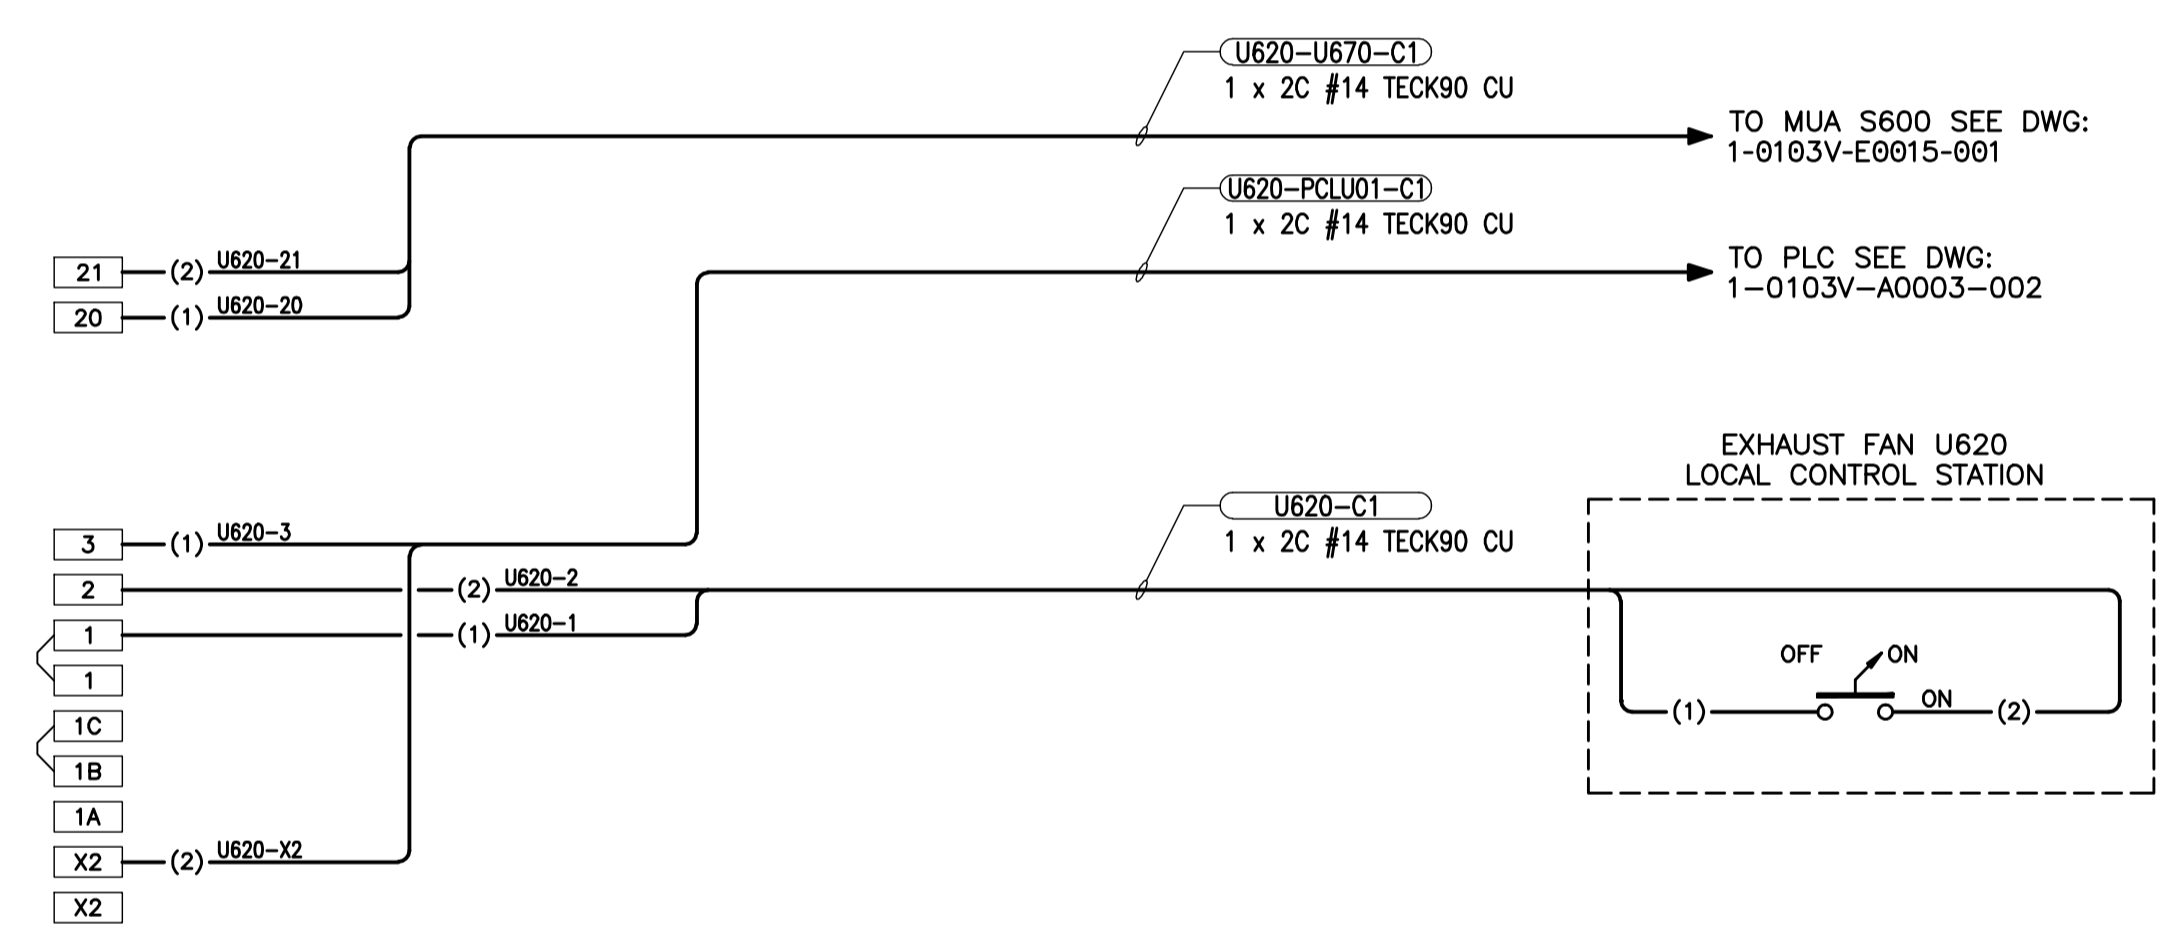 U620-U670-C1
1 x 2C #14 TECK90 CU
TO MUA S600 SEE DWG:
1-0103V-E0015-001
U620-PCLU01-C1
1 x 2C #14 TECK90 CU
TO PLC SEE DWG:
1-0103V-A0003-002
21 (2) U620-21
20 (1) U620-20
EXHAUST FAN U620
LOCAL CONTROL STATION
U620-C1
1 x 2C #14 TECK90 CU
3 (1) U620-3
2 (2) U620-2
1 (1) U620-1
OFF ON
1
ON
(1) (2)
1C
1B
1A
X2 (2) U620-X2
X2